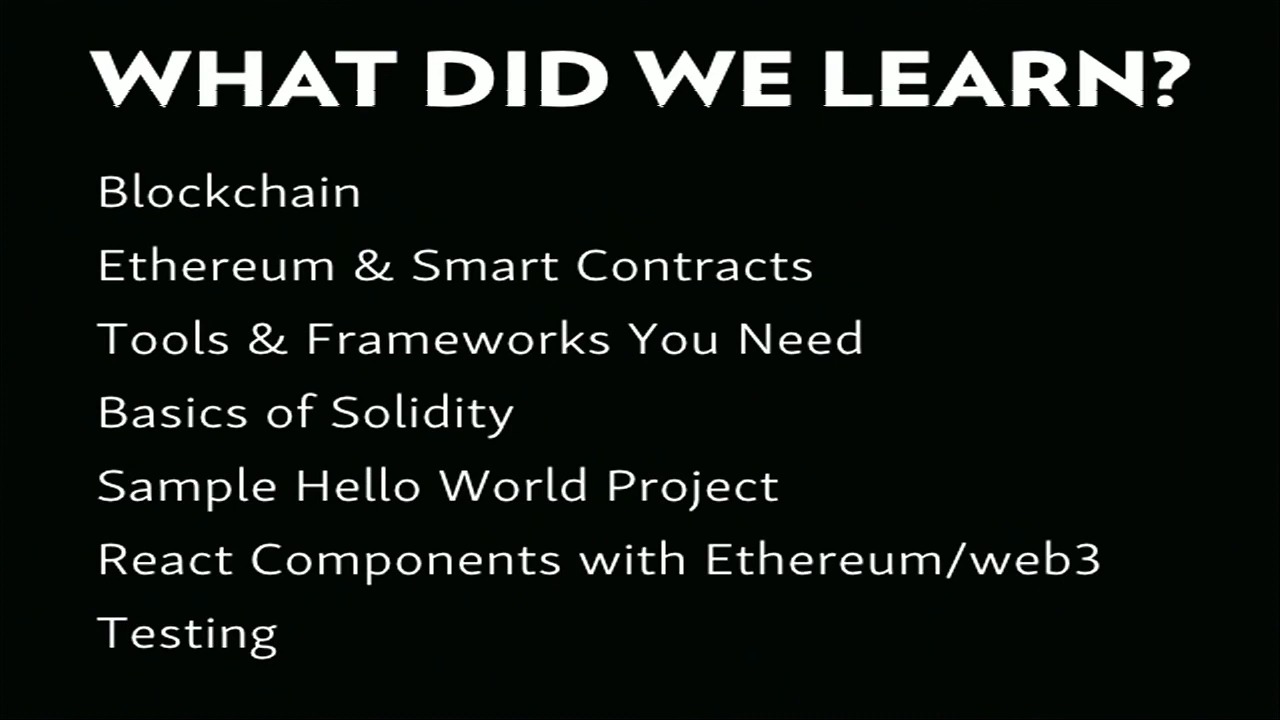 WHAT DID WE LEARN?
Blockchain
Ethereum & Smart Contracts
Tools & Frameworks You Need
Basics of Solidity
Sample Hello World Project
React Components with Ethereum/web3
Testing